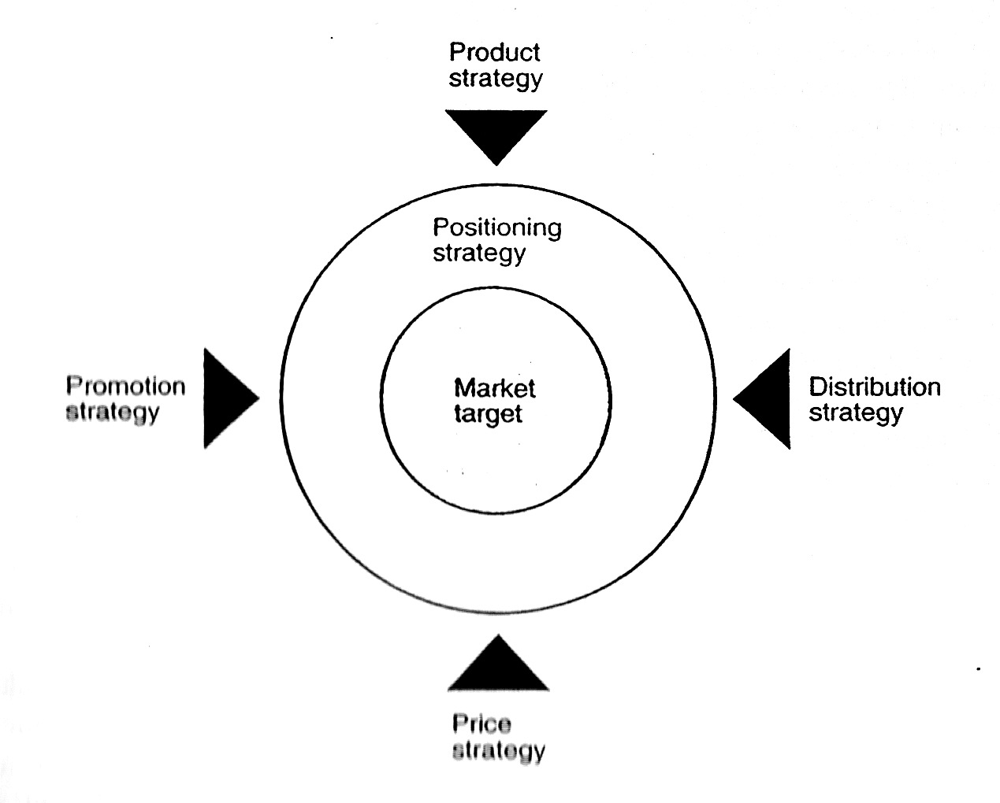 Product
strategy
Positioning
strategy
Promotion
strategy
Market
target
Distribution
strategy
Price
strategy